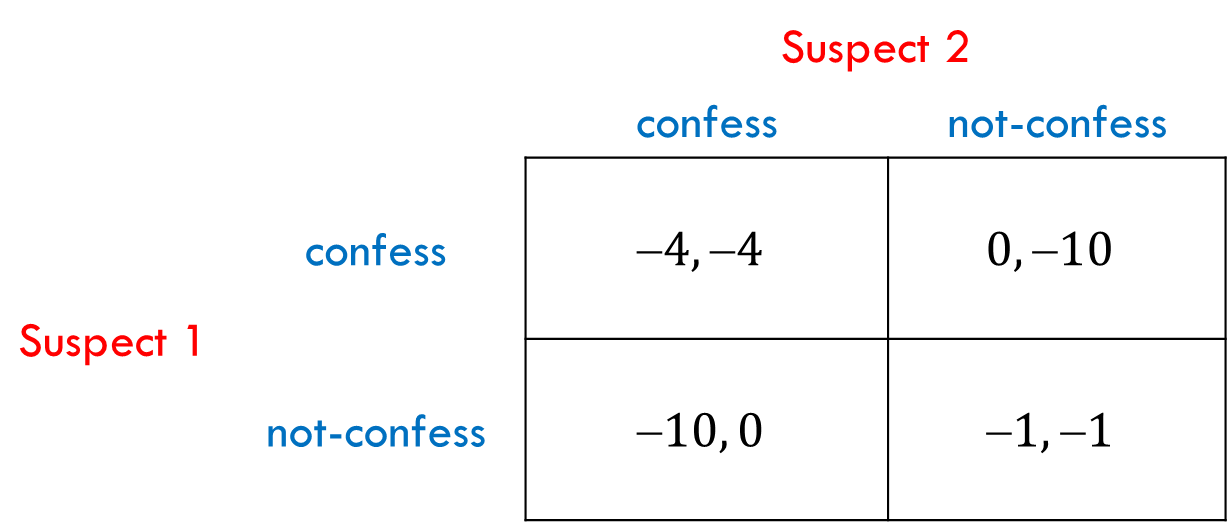 Suspect 2
confess not-confess
confess −4, −4 0, −10
Suspect 1
not-confess −10, 0 −1, −1